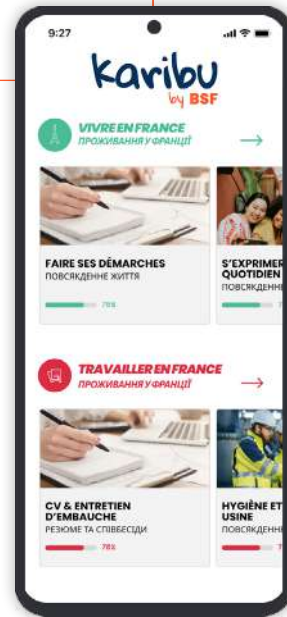 9:27
karibu
by BSF
VIVRE EN FRANCE
ПРОЖИВАННЯ У ФРАНЦІЇ
FAIRE SES DÉMARCHES
ПОВСЯКДЕННЕ ЖИТТЯ
78%
S'EXPRIMER
QUOTIDIEN
ПОВСЯКДЕННЕ
TRAVAILLER EN FRANCE
ПРОЖИВАННЯ У ФРАНЦІЇ
CV & ENTRETIEN
D'EMBAUCHE
РЕЗЮМЕ ТА СПІВБЕСІДИ
78%
HYGIÈNE ET
USINE
ПОВСЯКДЕННЕ